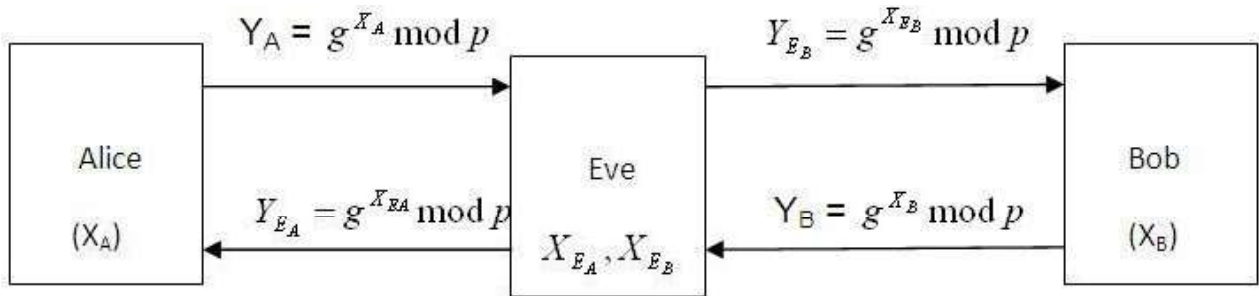 Y_A = g^{X_A} mod p
Y_{E_B} = g^{X_{E_B}} mod p
Alice
(X_A)
Eve
X_{E_A}, X_{E_B}
Bob
(X_B)
Y_{E_A} = g^{X_{EA}} mod p
Y_B = g^{X_B} mod p